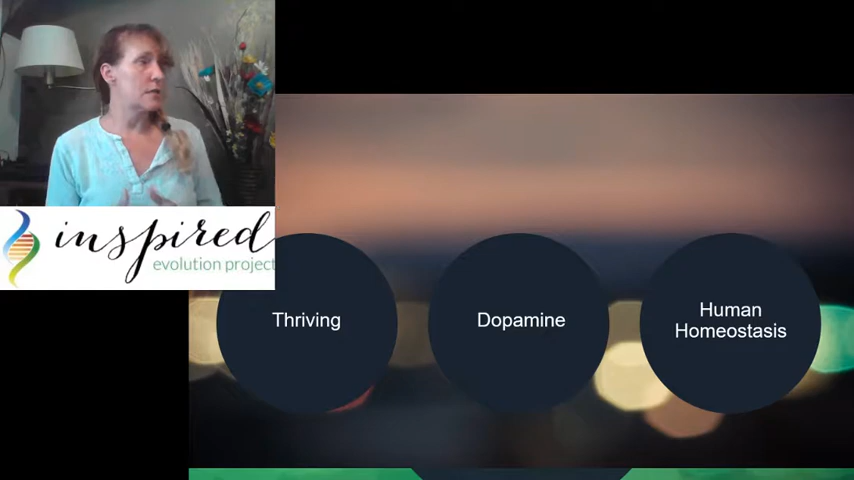 inspired
evolution project
Thriving
Dopamine
Human
Homeostasis